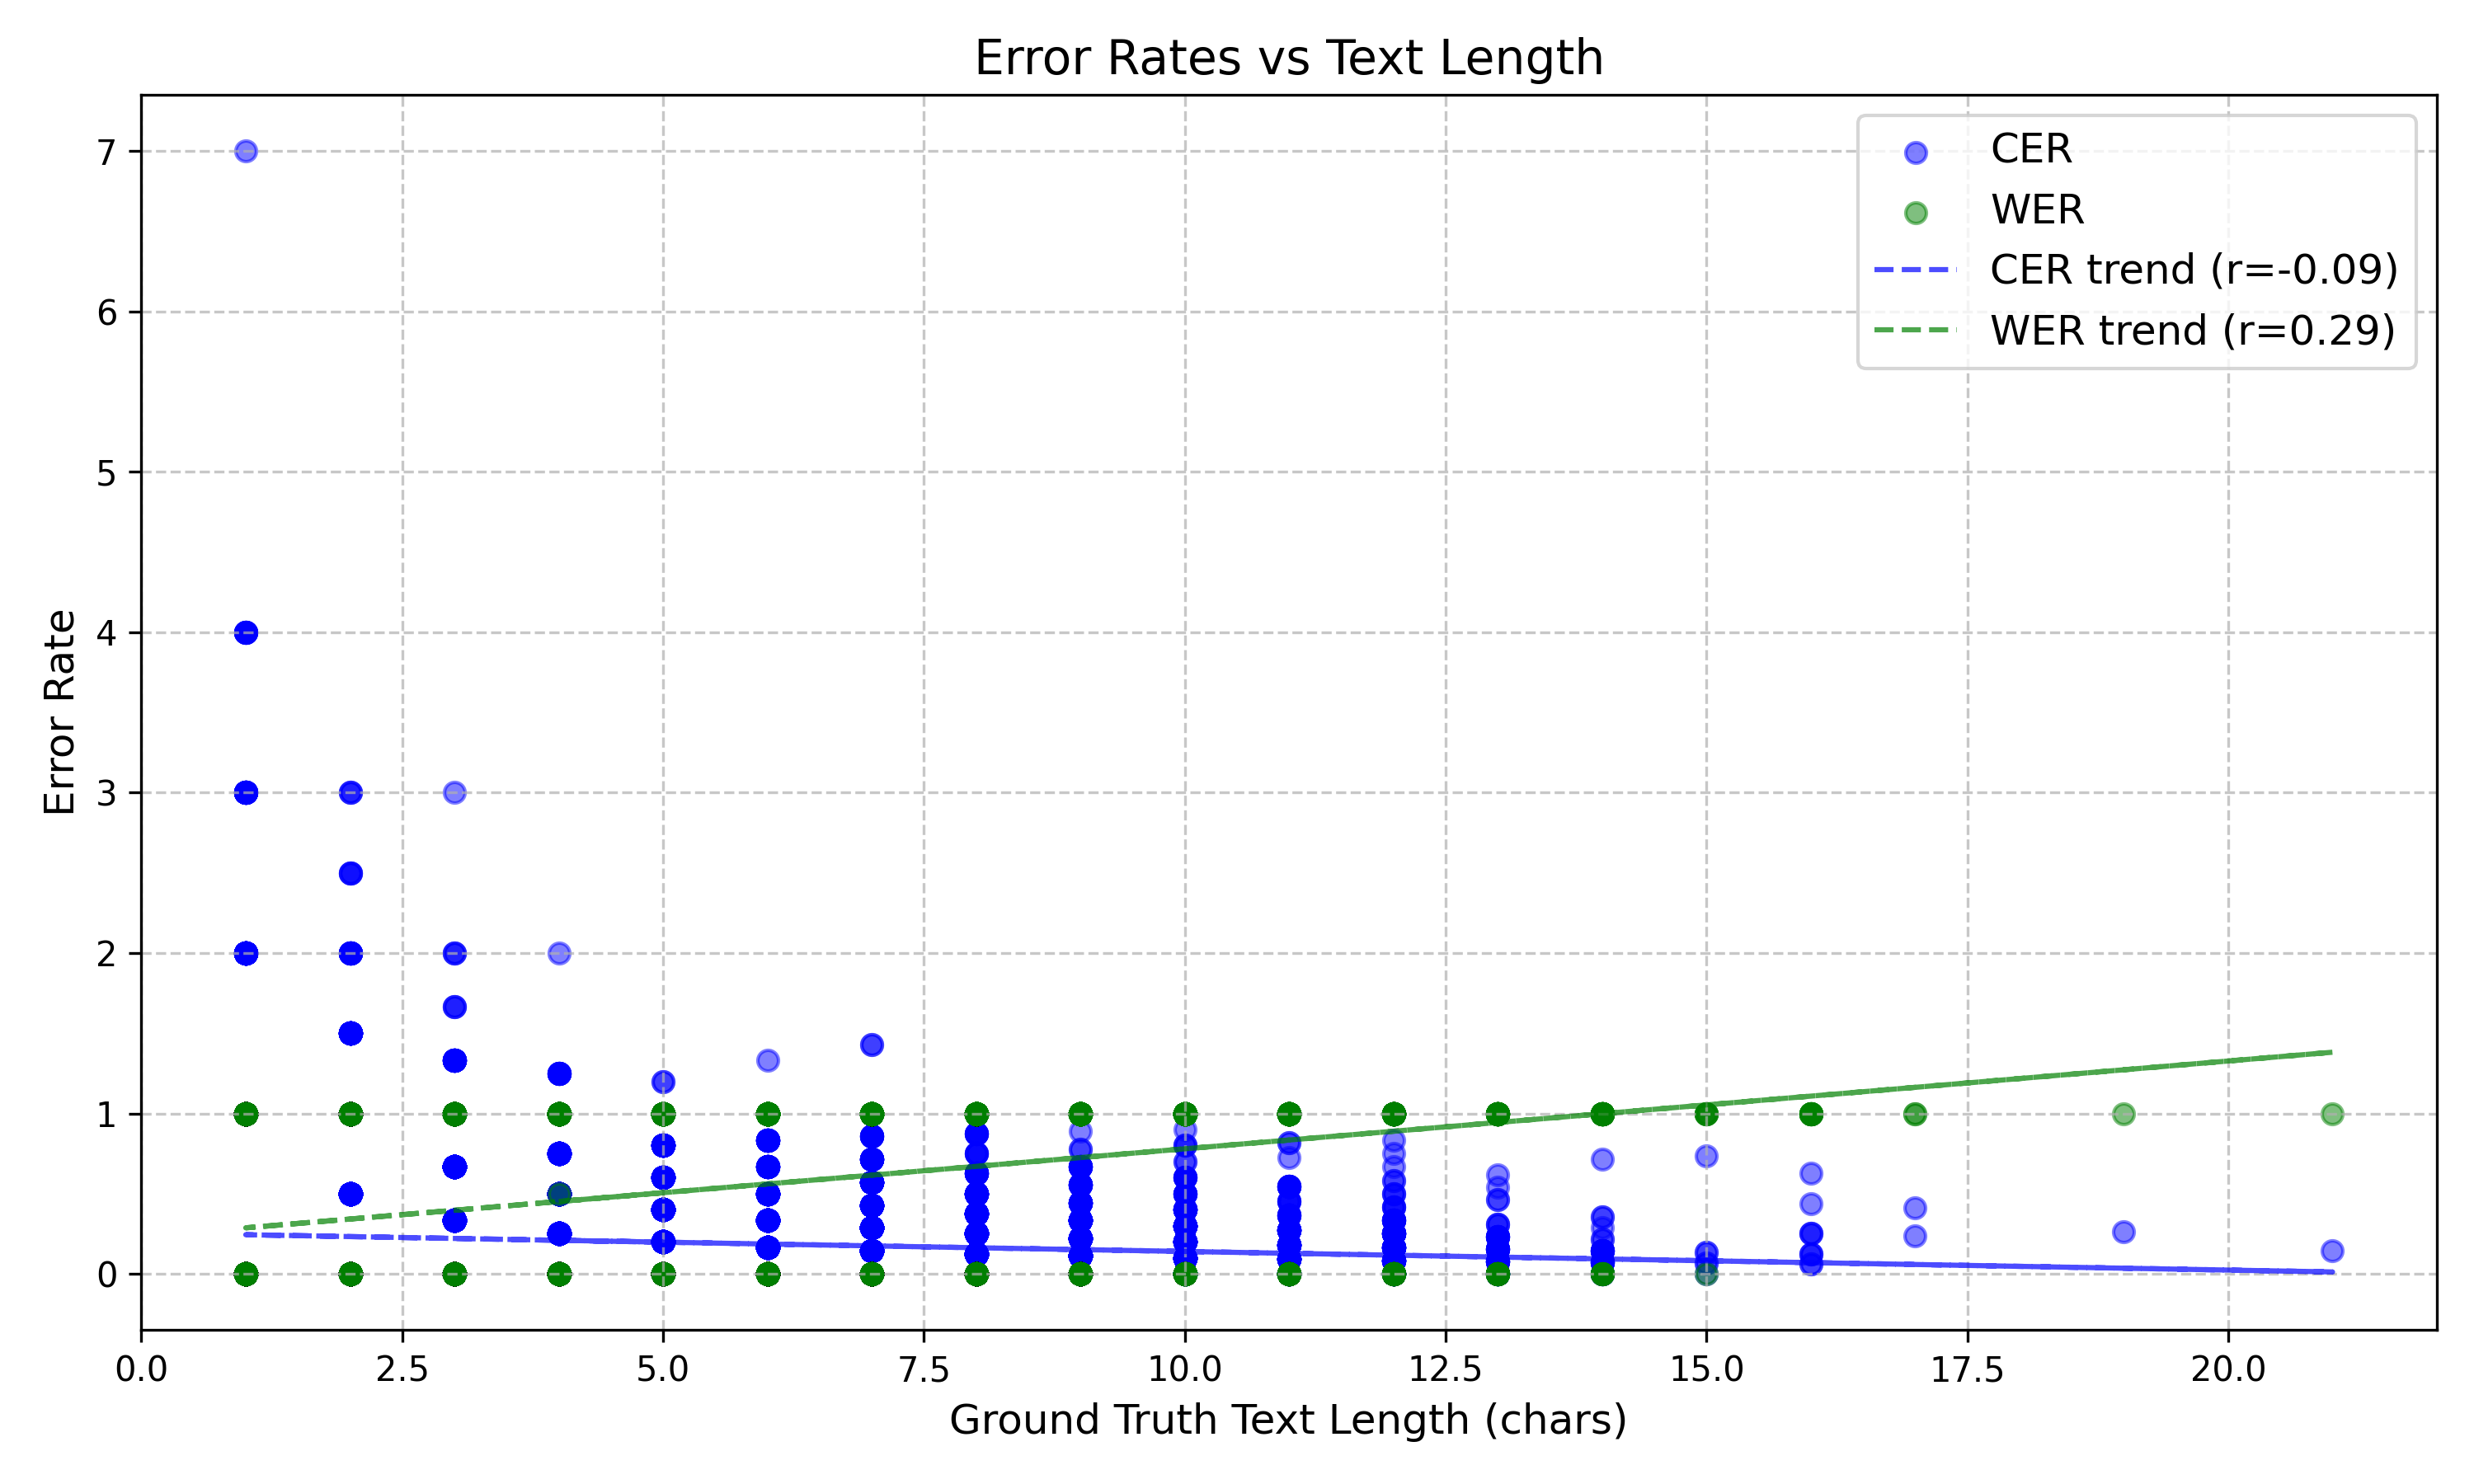 Error Rates vs Text Length
7
6
5
4
3
2
1
0
Error Rate
CER
WER
CER trend (r=-0.09)
WER trend (r=0.29)
0.0 2.5 5.0 7.5 10.0 12.5 15.0 17.5 20.0
Ground Truth Text Length (chars)